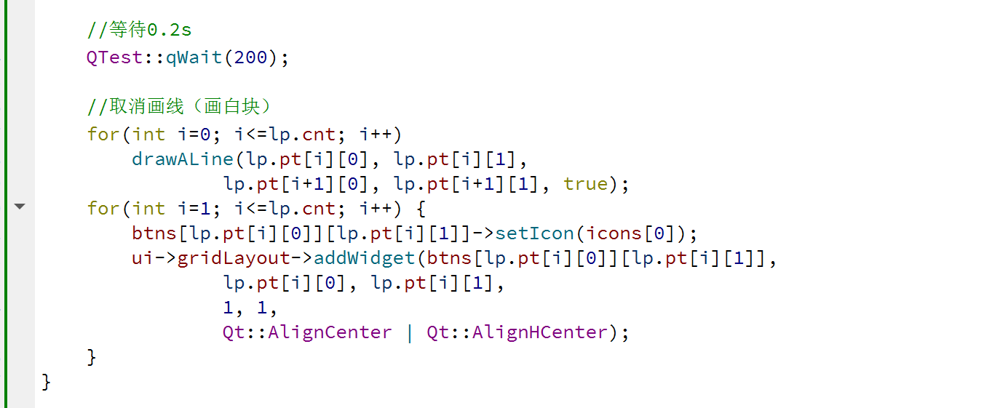 //等待0.2s
QTest::qWait(200);
//取消画线（画白块）
for(int i=0; i<=lp.cnt; i++)
drawALine(lp.pt[i][0], lp.pt[i][1],
lp.pt[i+1][0], lp.pt[i+1][1], true);
for(int i=1; i<=lp.cnt; i++) {
btns[lp.pt[i][0]][lp.pt[i][1]]->setIcon(icons[0]);
ui->gridLayout->addWidget(btns[lp.pt[i][0]][lp.pt[i][1]],
lp.pt[i][0], lp.pt[i][1],
1, 1,
Qt::AlignCenter | Qt::AlignHCenter);
}
}